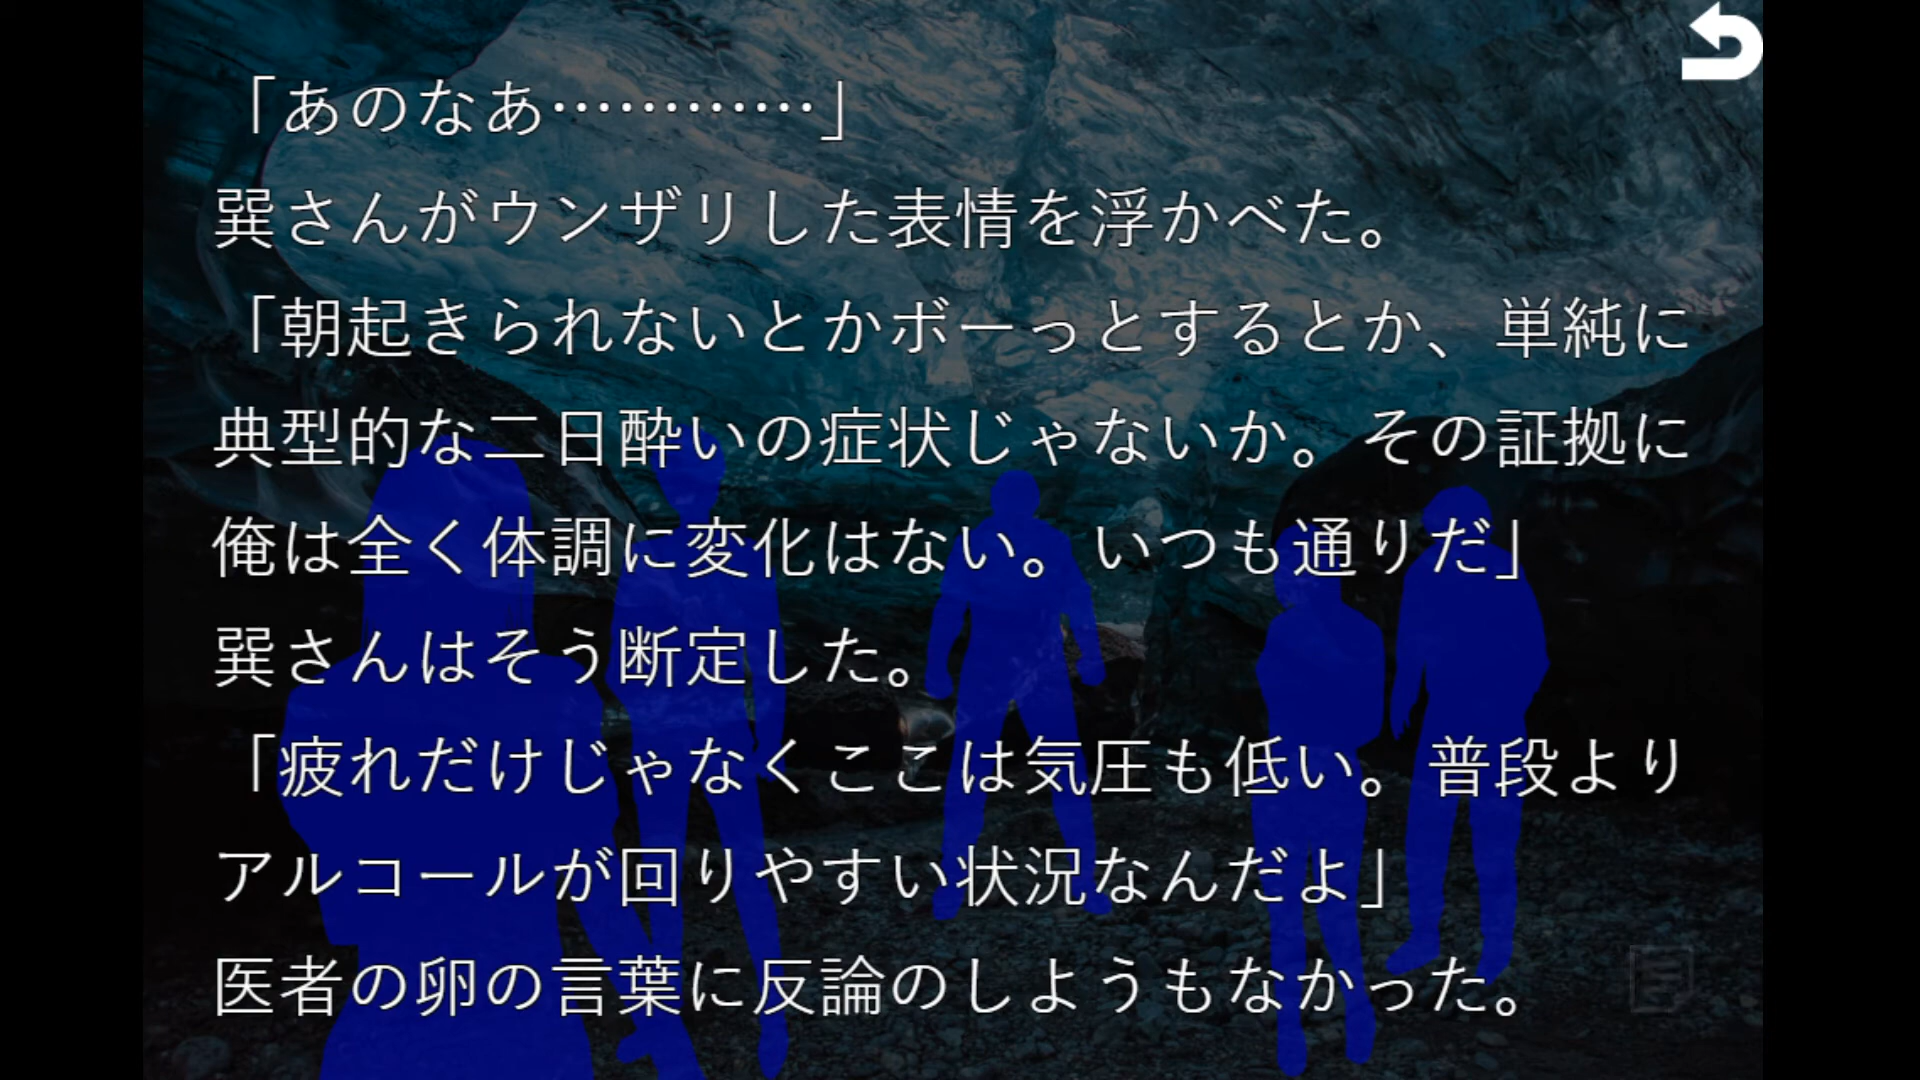 「あのなあ…………」
巽さんがウンザリした表情を浮かべた。
「朝起きられないとかボーっとするとか、単純に
典型的な二日酔いの症状じゃないか。その証拠に
俺は全く体調に変化はない。いつも通りだ」
巽さんはそう断定した。
「疲れだけじゃなくここは気圧も低い。普段より
アルコールが回りやすい状況なんだよ」
医者の卵の言葉に反論のしようもなかった。